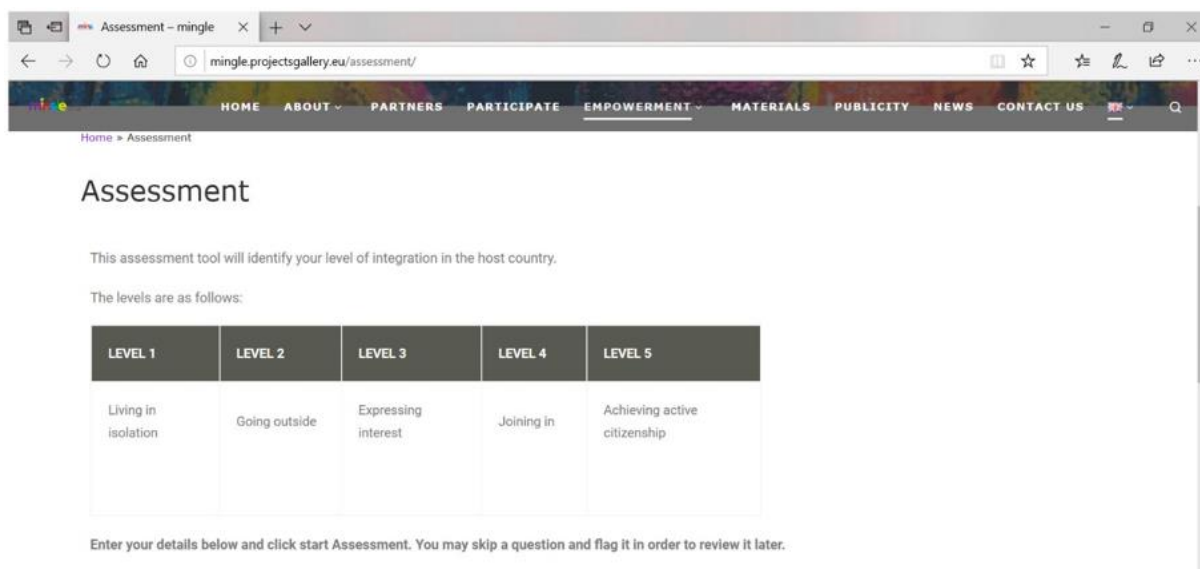 Assessment – mingle
mingle.projectsgallery.eu/assessment/
HOME ABOUT PARTNERS PARTICIPATE EMPOWERMENT MATERIALS PUBLICITY NEWS CONTACT US
Home » Assessment
Assessment
This assessment tool will identify your level of integration in the host country.
The levels are as follows:
LEVEL 1 LEVEL 2 LEVEL 3 LEVEL 4 LEVEL 5
Living in isolation
Going outside
Expressing interest
Joining in
Achieving active citizenship
Enter your details below and click start Assessment. You may skip a question and flag it in order to review it later.